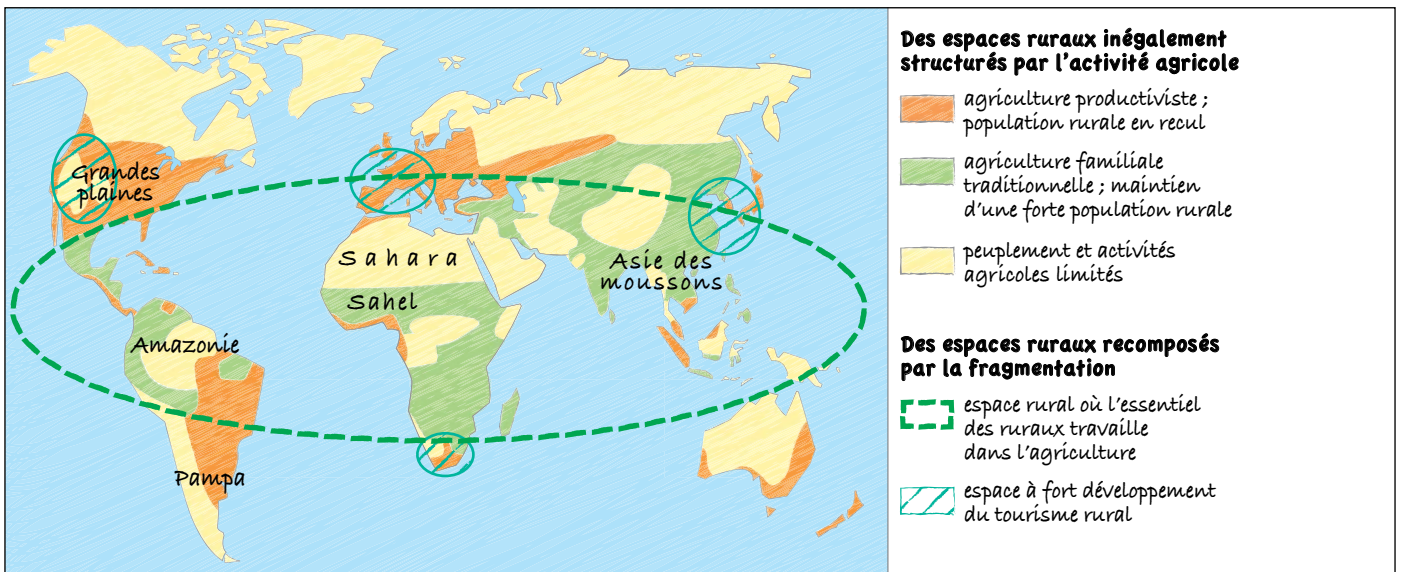 Grandes
plaines
Sahara
Sahel
Asie des
moussons
Amazonie
Pampa
Des espaces ruraux inégalement
structurés par l'activité agricole
agriculture productiviste ;
population rurale en recul
agriculture familiale
traditionnelle ; maintien
d'une forte population rurale
peuplement et activités
agricoles limités
Des espaces ruraux recomposés
par la fragmentation
espace rural où l'essentiel
des ruraux travaille
dans l'agriculture
espace à fort développement
du tourisme rural